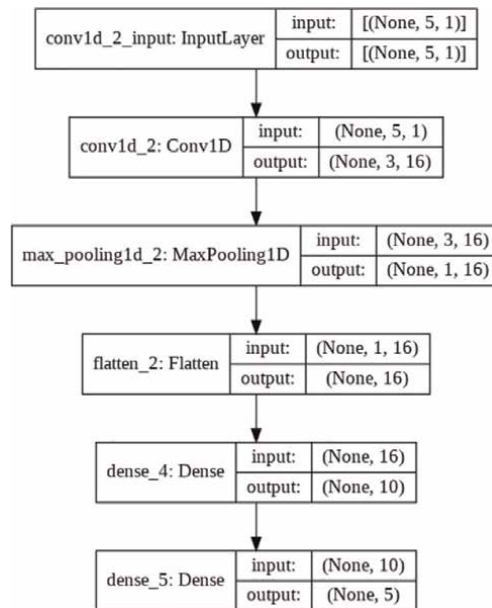 conv1d_2_input: InputLayer
input: [(None, 5, 1)]
output: [(None, 5, 1)]
conv1d_2: Conv1D
input: (None, 5, 1)
output: (None, 3, 16)
max_pooling1d_2: MaxPooling1D
input: (None, 3, 16)
output: (None, 1, 16)
flatten_2: Flatten
input: (None, 1, 16)
output: (None, 16)
dense_4: Dense
input: (None, 16)
output: (None, 10)
dense_5: Dense
input: (None, 10)
output: (None, 5)